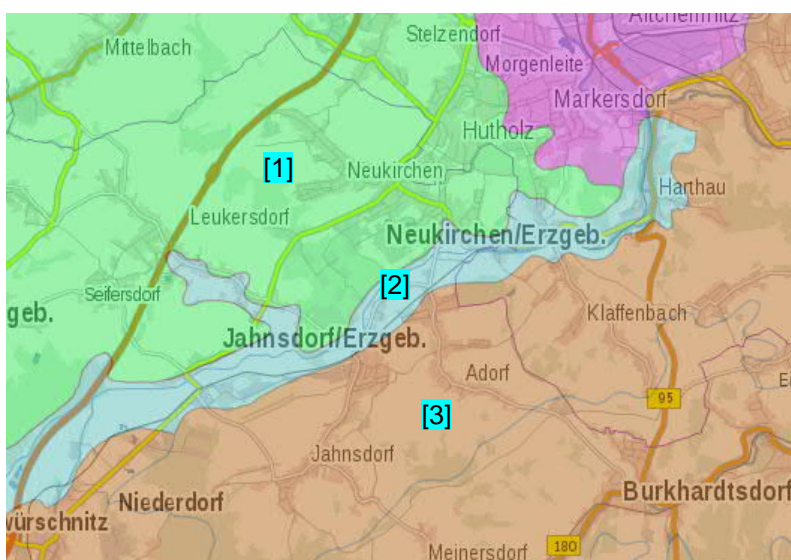 Altchemnitz
Stelzendorf
Mittelbach
Morgenleite
Markersdorf
Hutholz
[1]
Neukirchen
Harthau
Leukersdorf
Neukirchen/Erzgeb.
[2]
Seifersdorf
geb.
Klaffenbach
Jahnsdorf/Erzgeb.
Adorf
95
[3]
Jahnsdorf
Burkhardtsdorf
Niederdorf
würschnitz
180
Meinersdorf